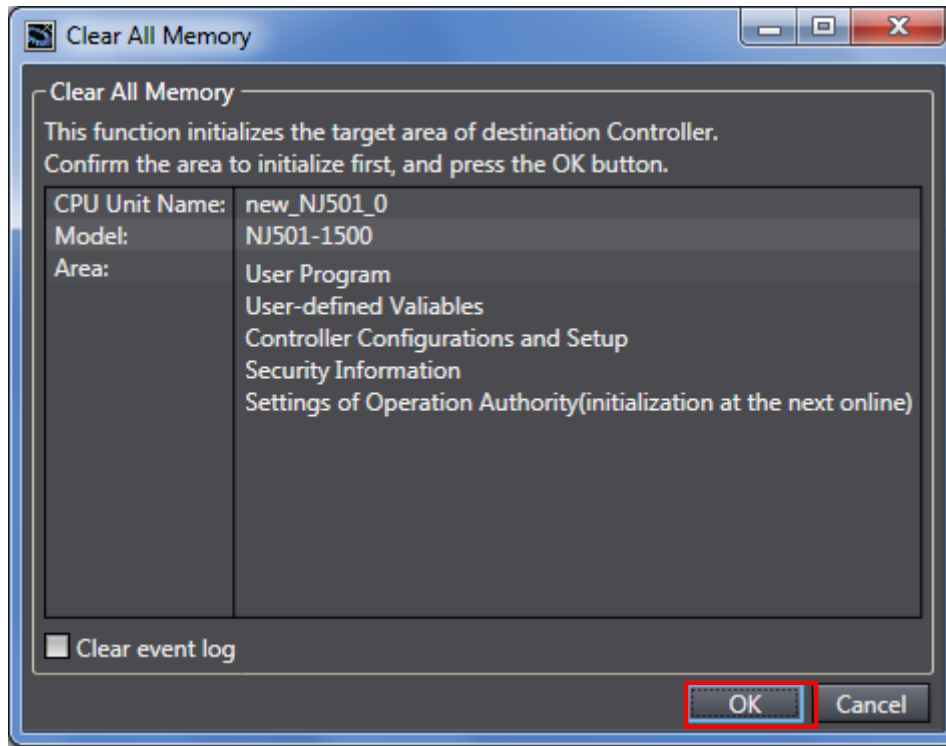 Clear All Memory
Clear All Memory
This function initializes the target area of destination Controller.
Confirm the area to initialize first, and press the OK button.
CPU Unit Name: new_NJ501_0
Model: NJ501-1500
Area: User Program
User-defined Valiables
Controller Configurations and Setup
Security Information
Settings of Operation Authority(initialization at the next online)
Clear event log
OK Cancel